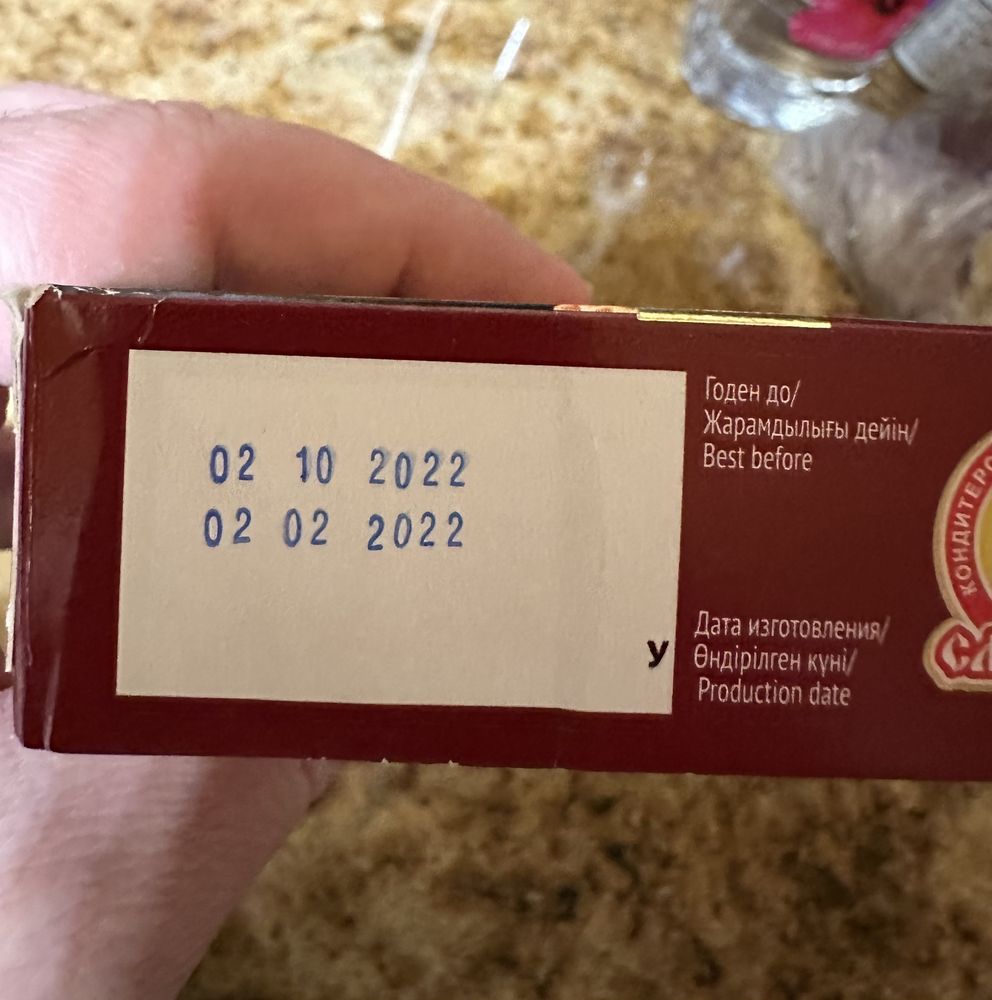 02 10 2022
02 02 2022
Годен до/
Жарамдылығы дейін/
Best before
У
Дата изготовления/
Өндірілген күні/
Production date